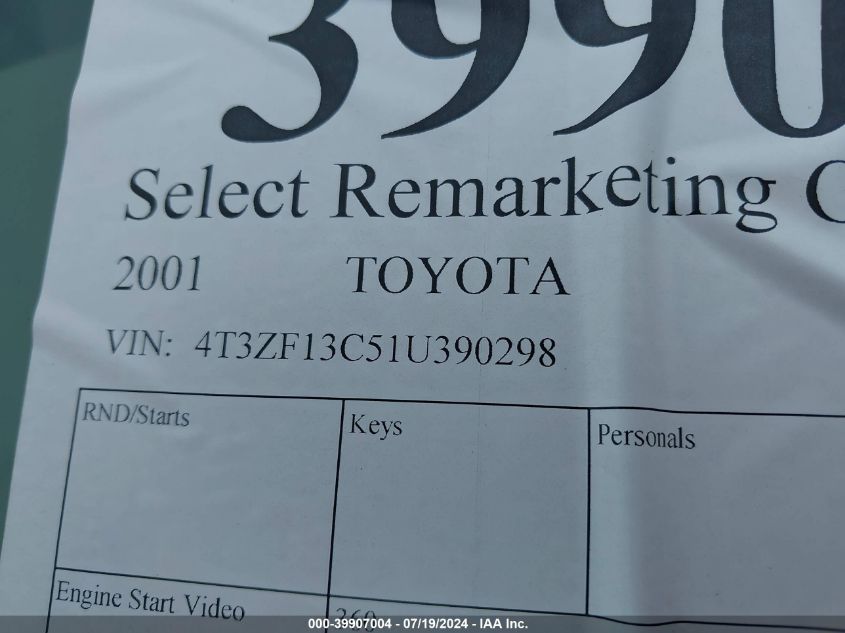 3990
Select Remarketing
2001 TOYOTA
VIN: 4T3ZF13C51U390298
RND/Starts Keys Personals
Engine Start Video 360
000-39907004 - 07/19/2024 - IAA Inc.